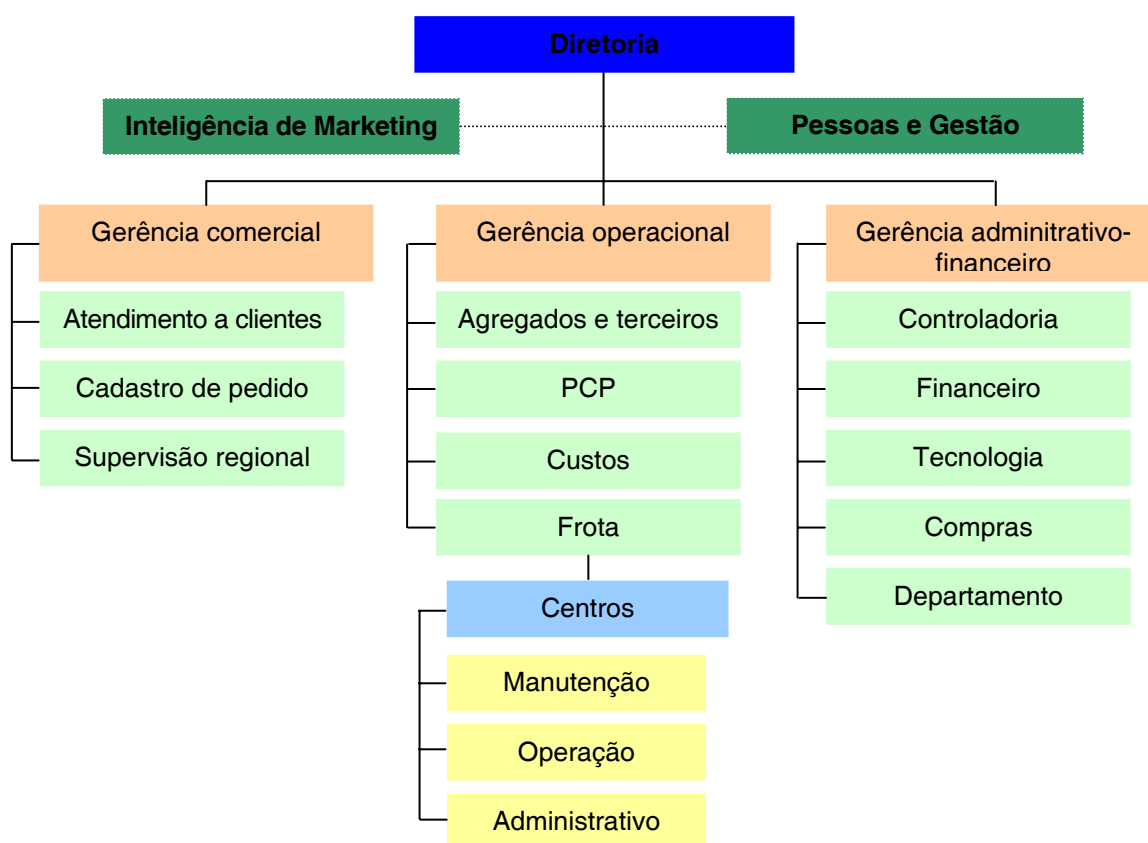 Diretoria
Inteligência de Marketing
Pessoas e Gestão
Gerência comercial
Atendimento a clientes
Cadastro de pedido
Supervisão regional
Gerência operacional
Agregados e terceiros
PCP
Custos
Frota
Centros
Manutenção
Operação
Administrativo
Gerência adminitrativo-
financeiro
Controladoria
Financeiro
Tecnologia
Compras
Departamento